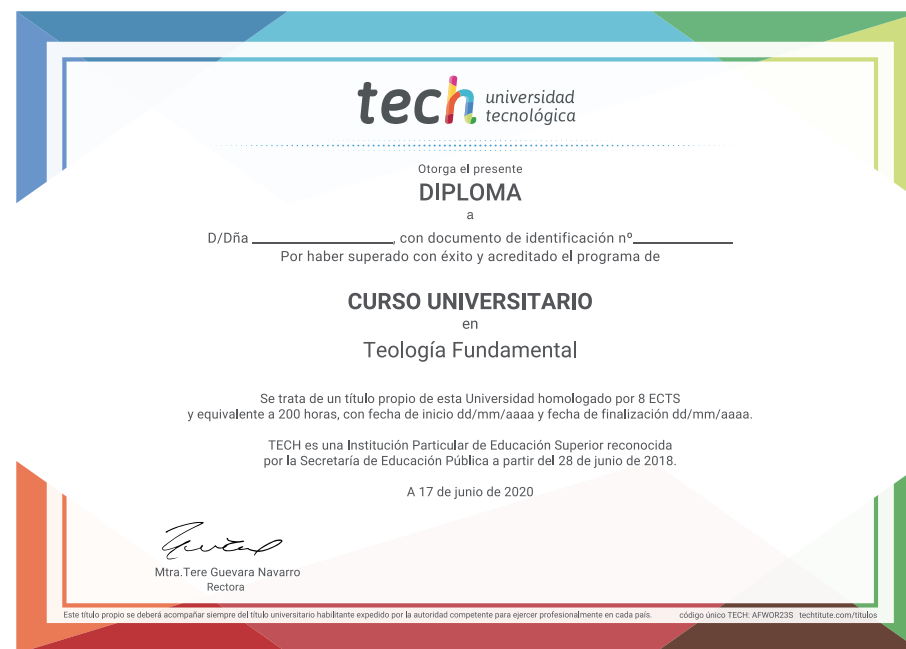 tech universidad
tecnológica
Otorga el presente
DIPLOMA
a
D/Dña ____________________, con documento de identificación nº______________
Por haber superado con éxito y acreditado el programa de
CURSO UNIVERSITARIO
en
Teología Fundamental
Se trata de un título propio de esta Universidad homologado por 8 ECTS
y equivalente a 200 horas, con fecha de inicio dd/mm/aaaa y fecha de finalización dd/mm/aaaa.
TECH es una Institución Particular de Educación Superior reconocida
por la Secretaría de Educación Pública a partir del 28 de junio de 2018.
A 17 de junio de 2020
Mtra.Tere Guevara Navarro
Rectora
Este título propio se deberá acompañar siempre del título universitario habilitante expedido por la autoridad competente para ejercer profesionalmente en cada país. código único TECH: AFWOR23S techtitute.com/titulos